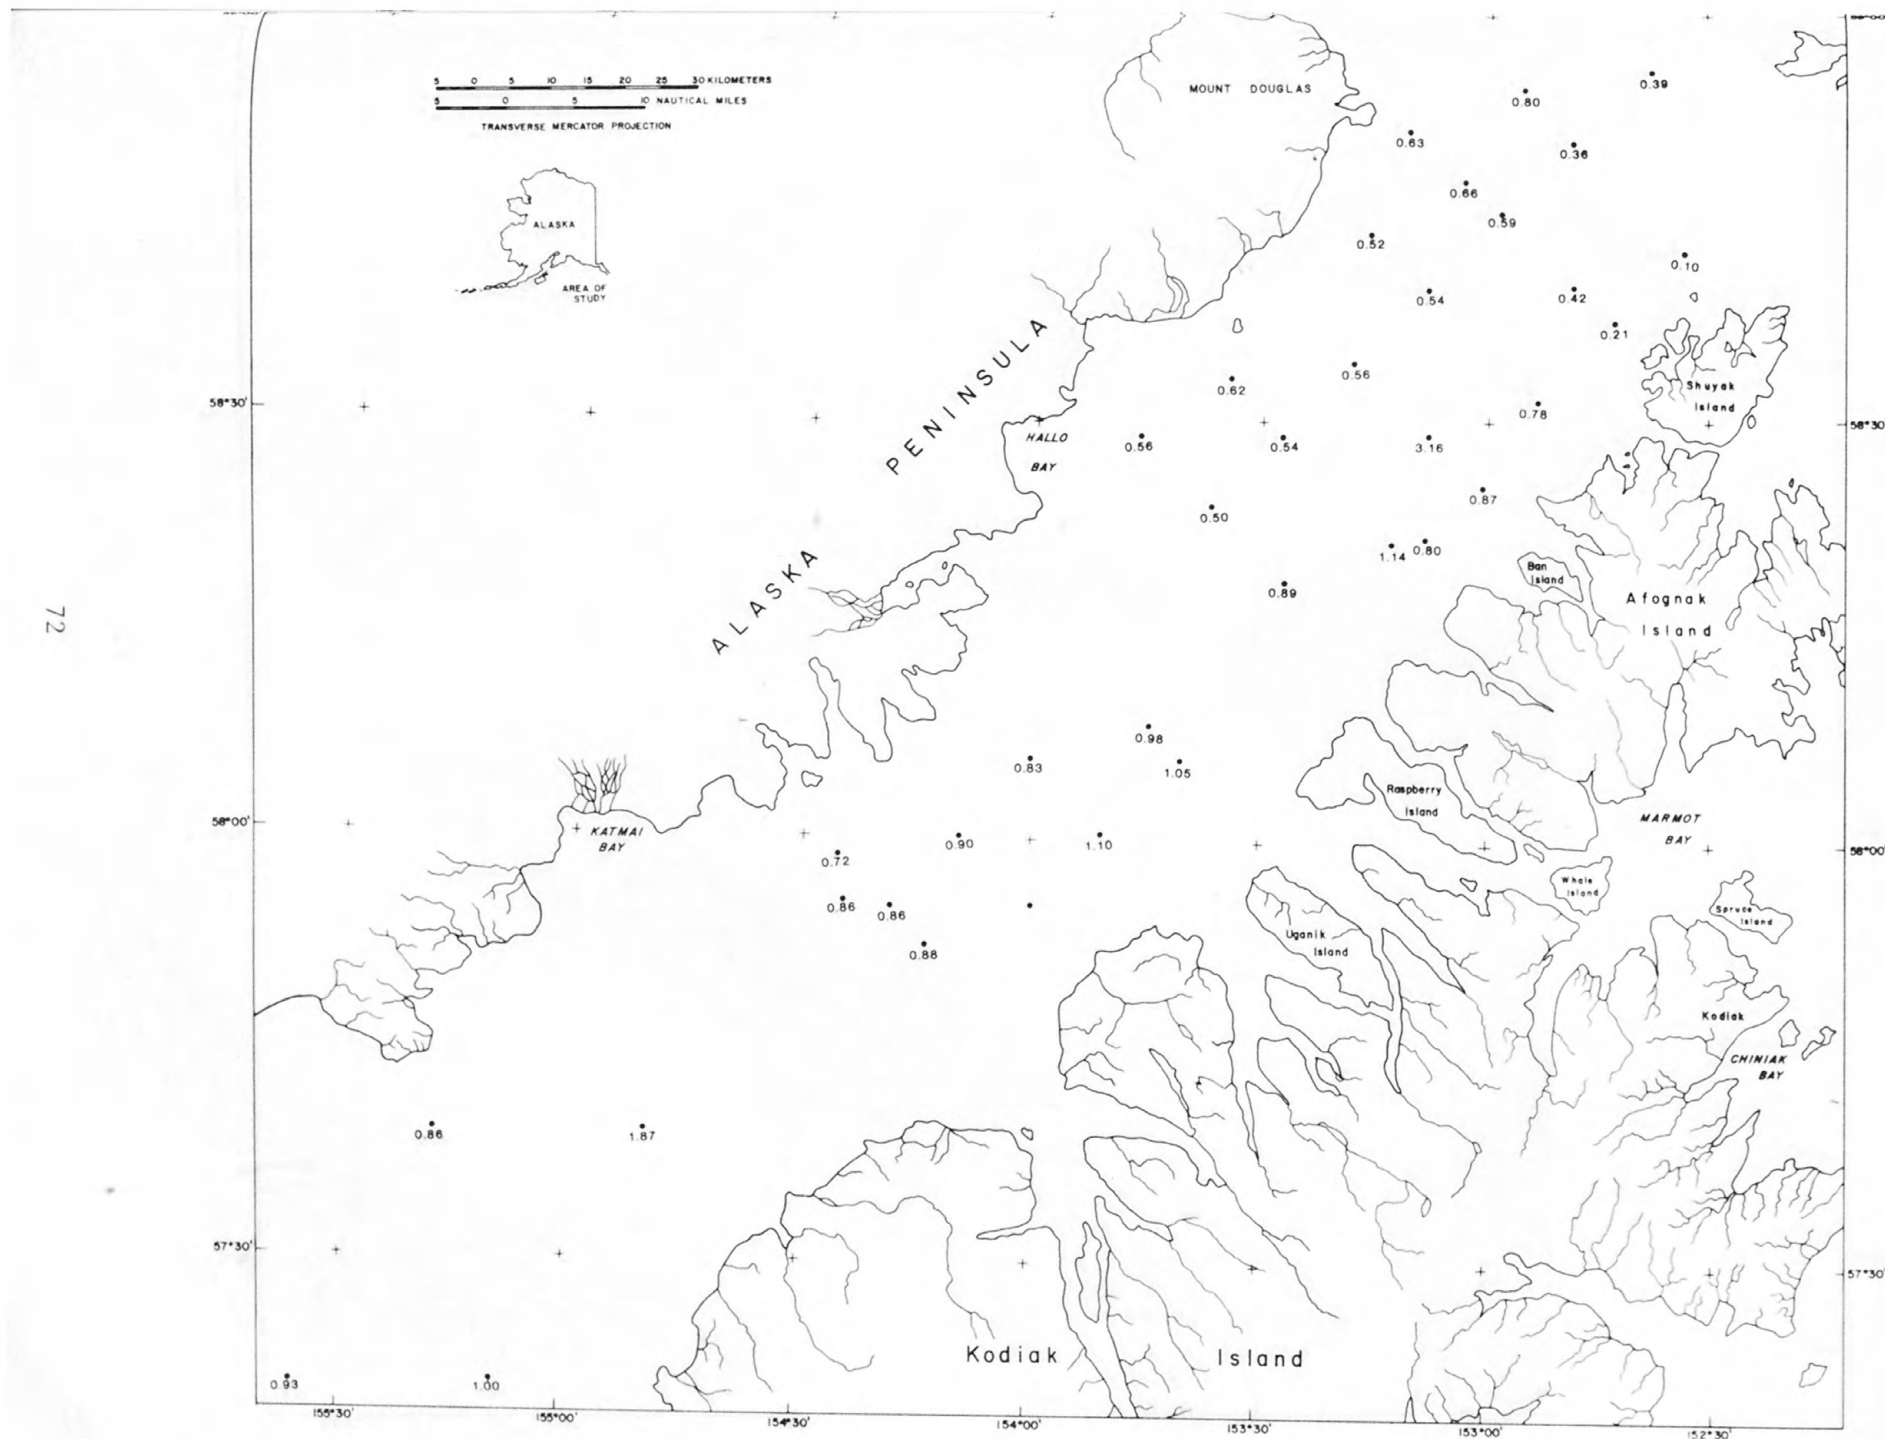 5 0 5 10 15 20 25 30 KILOMETERS
5 0 5 10 NAUTICAL MILES
TRANSVERSE MERCATOR PROJECTION
ALASKA
AREA OF
STUDY
MOUNT DOUGLAS
0.39
0.80
0.63
0.36
0.66
0.59
0.52
0.10
0.54
0.42
0.21
ALASKA PENINSULA
0.62
0.56
58°30'
Shuyak
Island
0.78
58°30'
HALLO
BAY
0.56
0.54
3.16
0.87
0.50
1.14
0.80
Ban
Island
0.89
Afognak
Island
72
0.98
0.83
1.05
Raspberry
Island
58°00'
KATMAI
BAY
MARMOT
BAY
0.72
0.90
1.10
58°00'
Whale
Island
0.86
0.86
Spruce
Island
0.88
Uganik
Island
Kodiak
CHINIAK
BAY
0.86
1.87
57°30'
57°30'
Kodiak Island
0.93
1.00
155°30'
155°00'
154°30'
154°00'
153°30'
153°00'
152°30'